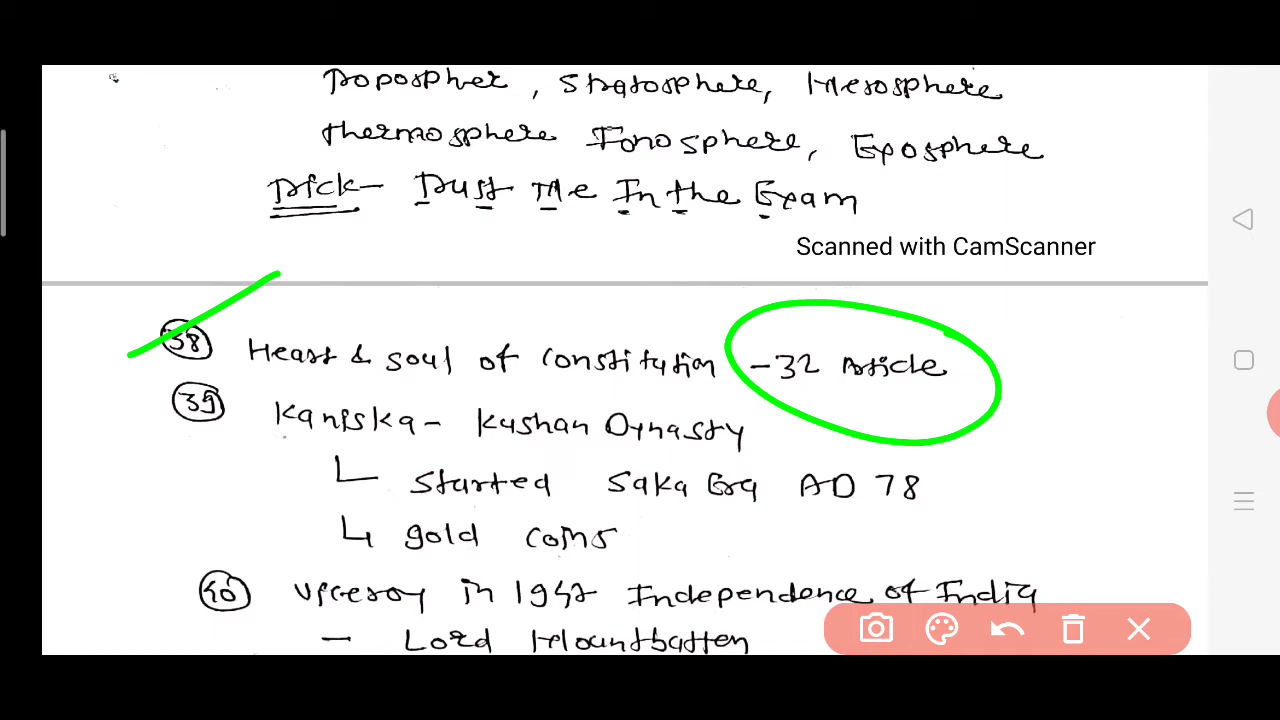 Troposphere, Stratosphere, Mesosphere
thermosphere Ionosphere, Exosphere
Trick- Trust Me In the Exam
Scanned with CamScanner
38 Heart & soul of constitution - 32 Article
39 Kaniska - Kushan Dynasty
Started Saka Era AD 78
gold coins
40 Viceroy in 1947 Independence of India
- Lord Mountbatten